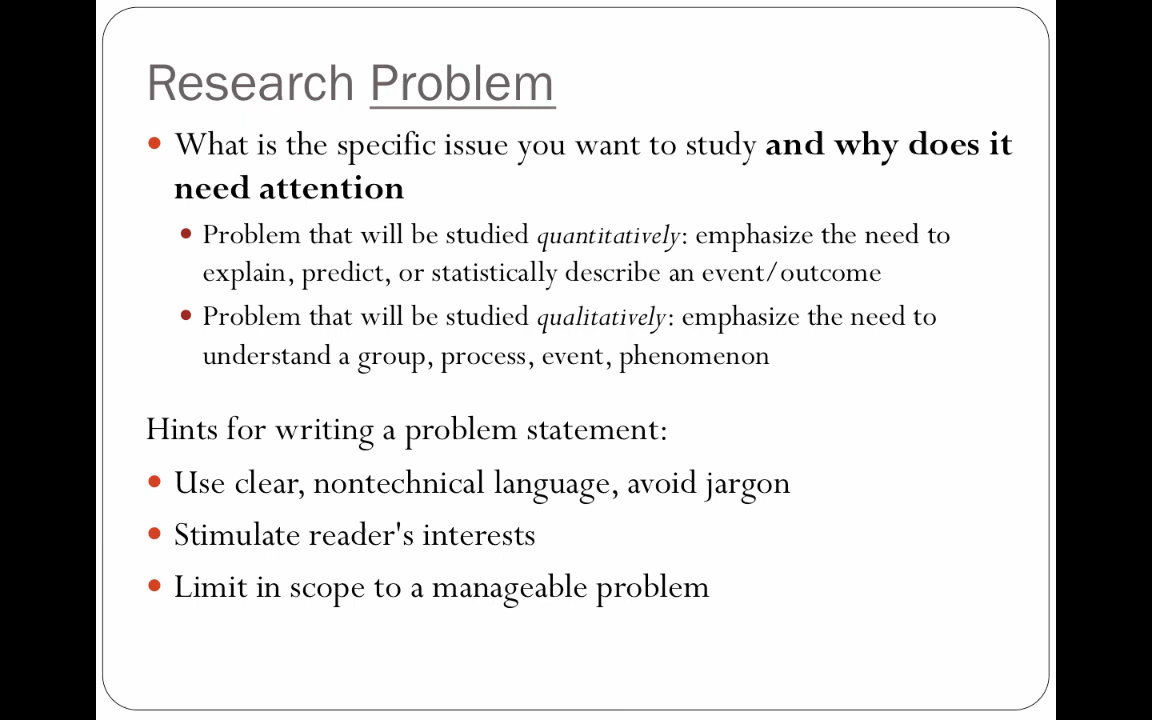 Research Problem
What is the specific issue you want to study and why does it
need attention
Problem that will be studied quantitatively: emphasize the need to
explain, predict, or statistically describe an event/outcome
Problem that will be studied qualitatively: emphasize the need to
understand a group, process, event, phenomenon
Hints for writing a problem statement:
Use clear, nontechnical language, avoid jargon
Stimulate reader's interests
Limit in scope to a manageable problem